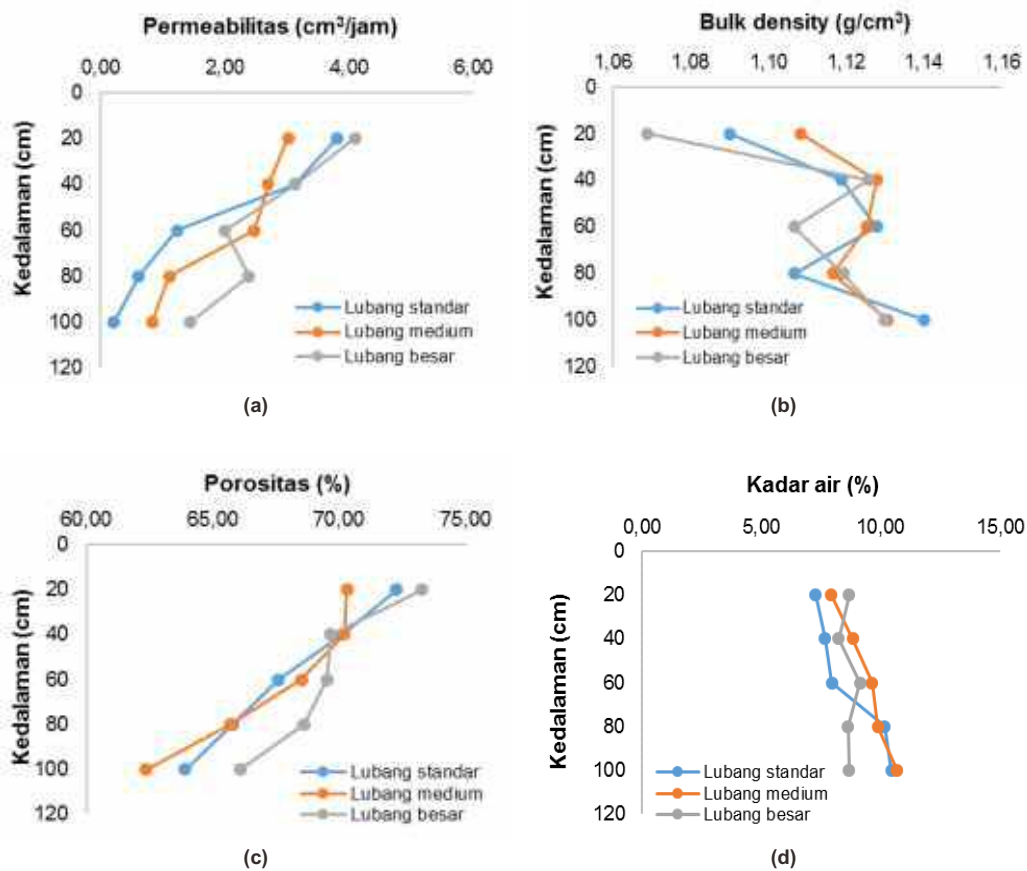 Permeabilitas (cm³/jam)
0,00 2,00 4,00 6,00
0
20
40
60
80
100
120
Kedalaman (cm)
Lubang standar
Lubang medium
Lubang besar
(a)
Bulk density (g/cm³)
1,06 1,08 1,10 1,12 1,14 1,16
0
20
40
60
80
100
120
Kedalaman (cm)
Lubang standar
Lubang medium
Lubang besar
(b)
Porositas (%)
60,00 65,00 70,00 75,00
0
20
40
60
80
100
120
Kedalaman (cm)
Lubang standar
Lubang medium
Lubang besar
(c)
Kadar air (%)
0,00 5,00 10,00 15,00
0
20
40
60
80
100
120
Kedalaman (cm)
Lubang standar
Lubang medium
Lubang besar
(d)